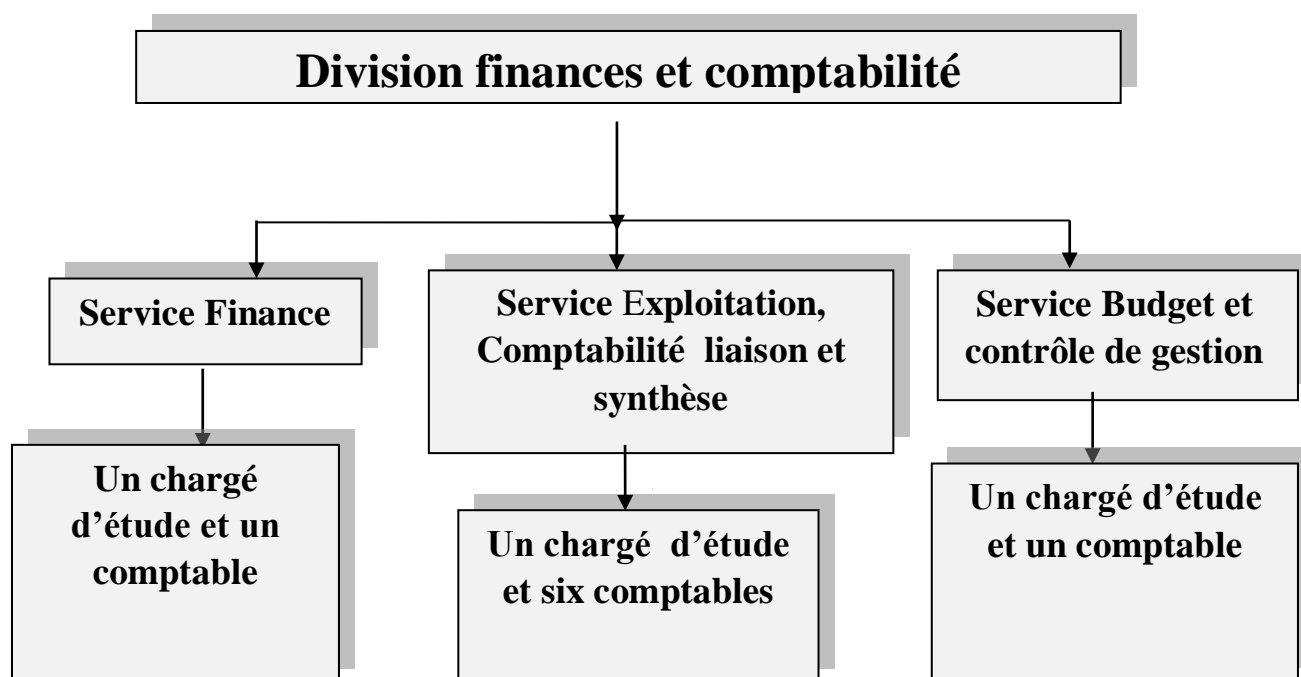 Division finances et comptabilité
Service Finance
Service Exploitation,
Comptabilité liaison et
synthèse
Service Budget et
contrôle de gestion
Un chargé
d’étude et un
comptable
Un chargé d’étude
et six comptables
Un chargé d’étude
et un comptable